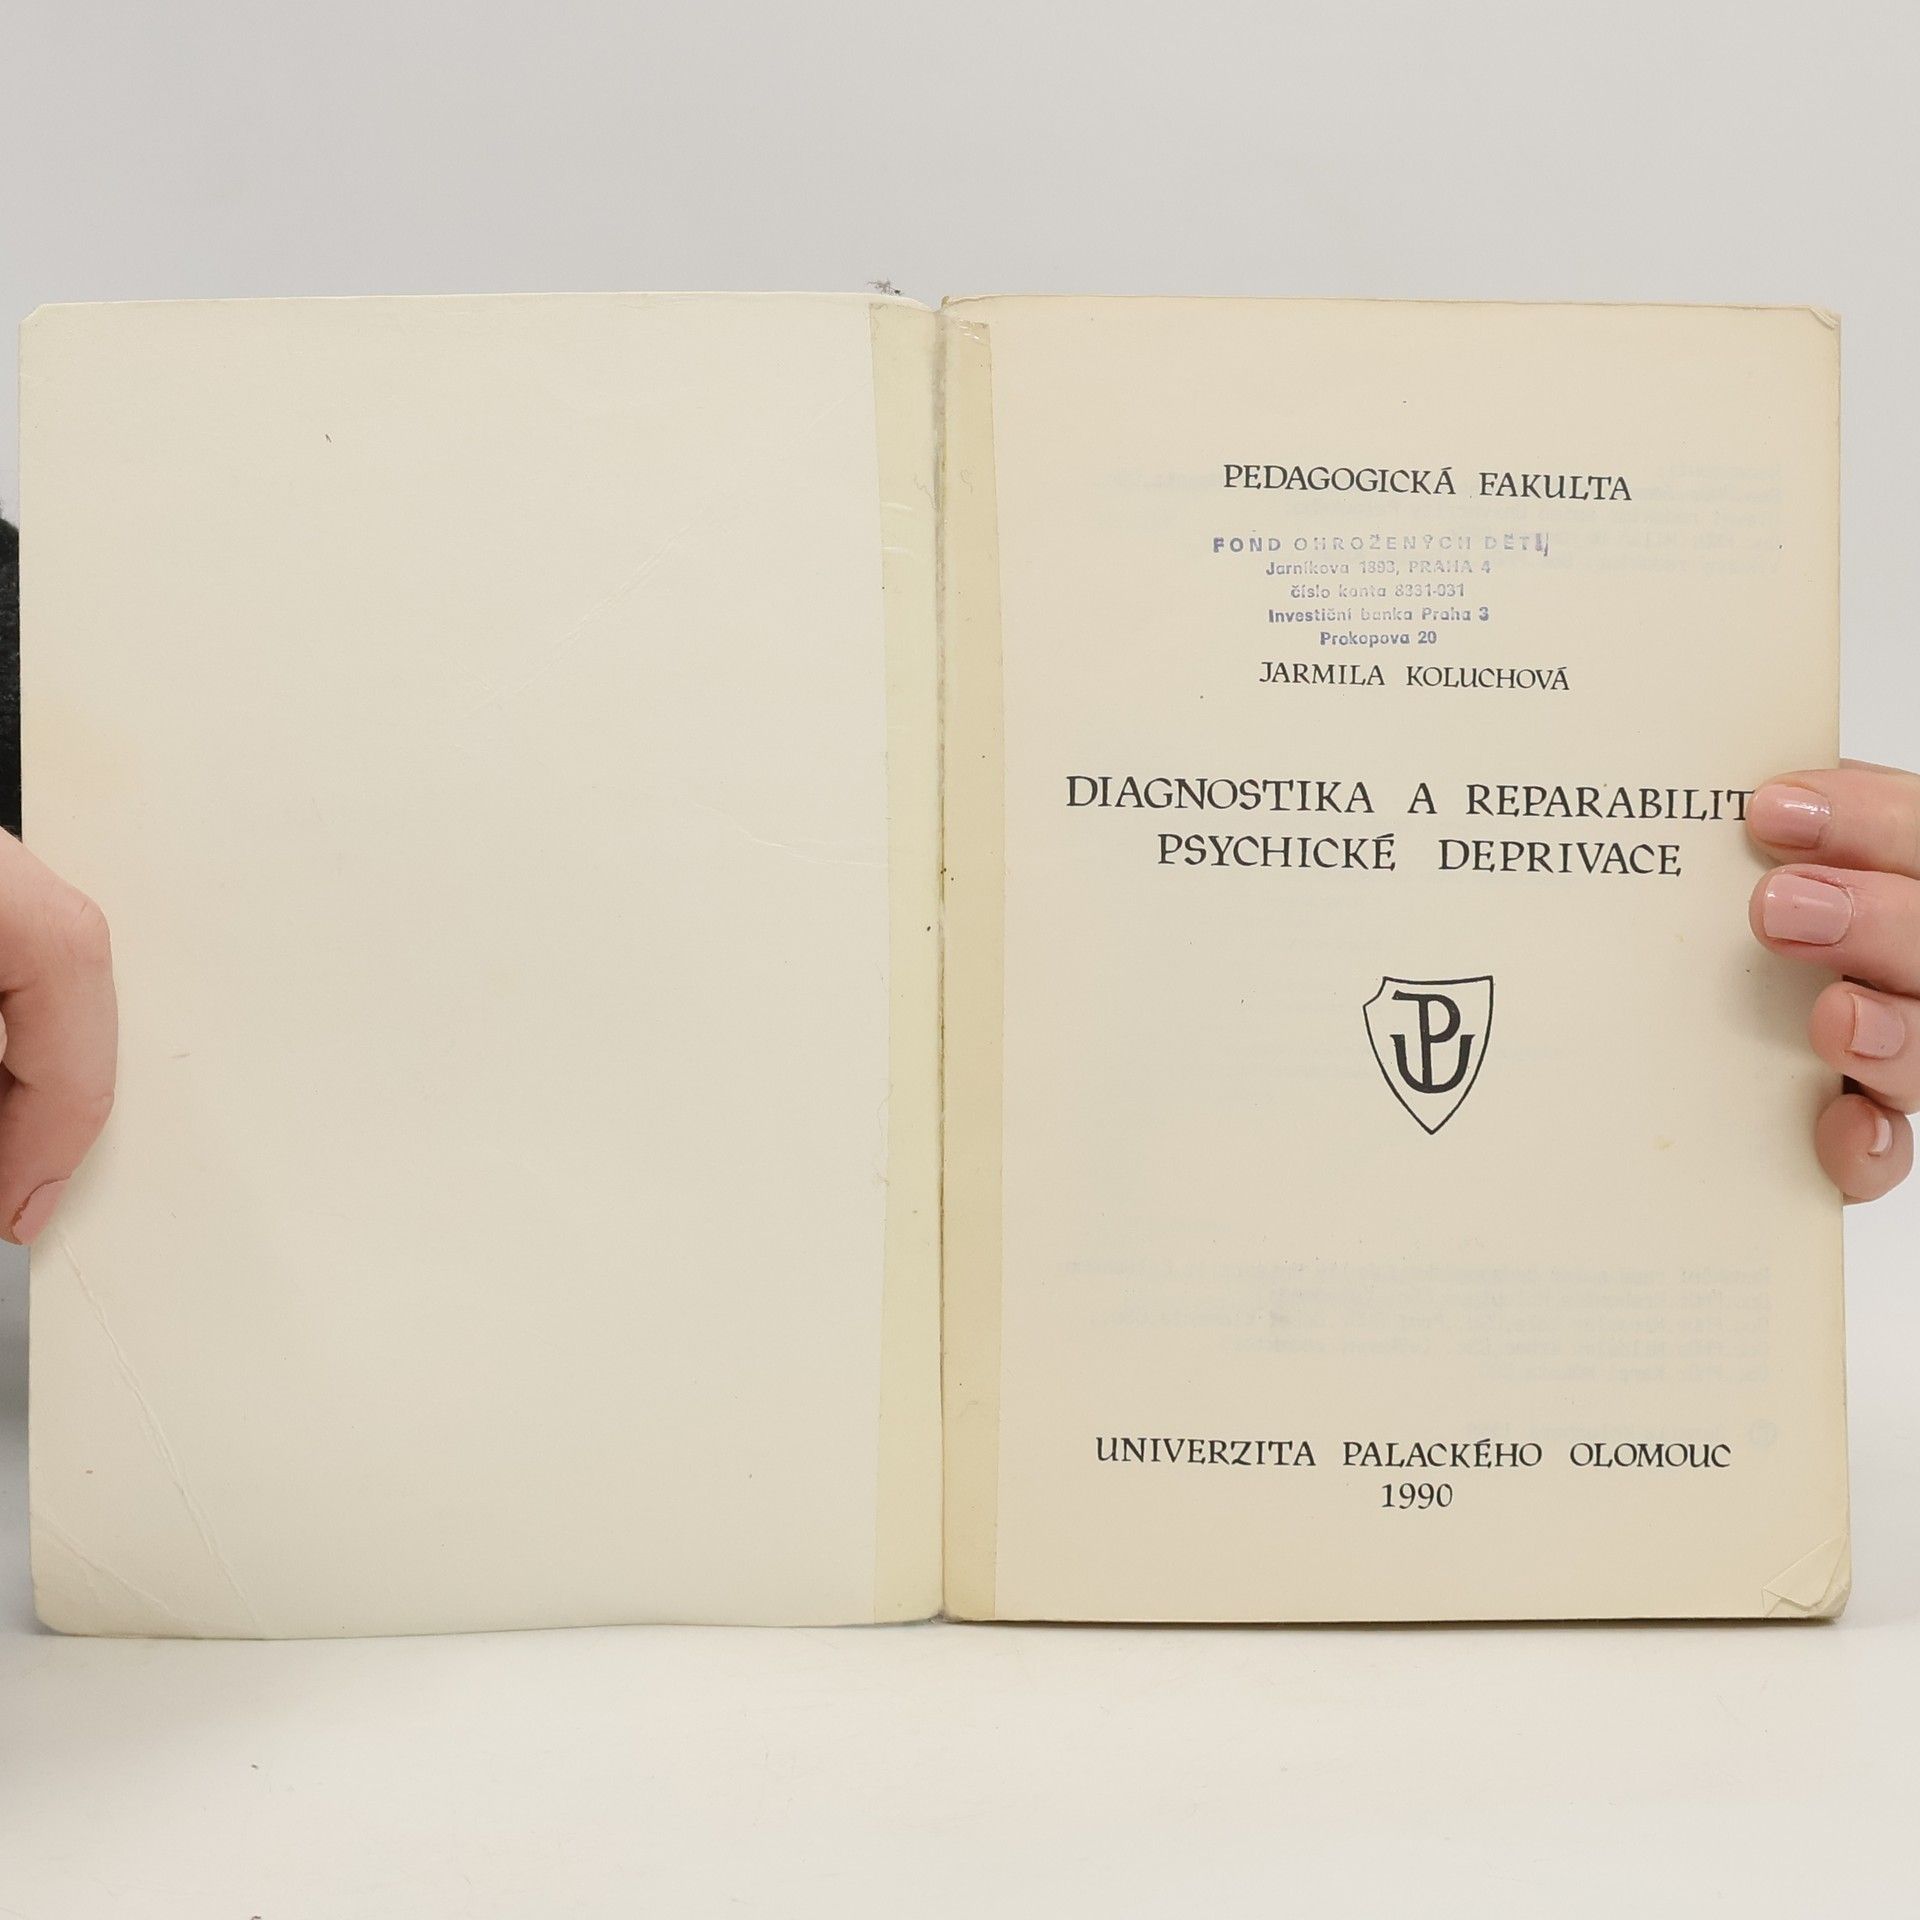 PEDAGOGICKÁ FAKULTA
FOND OHROŽENÝCH DĚTÍ
Jarníkova 1893, PRAHA 4
číslo konta 8331-031
Investiční banka Praha 3
Prokopova 20
JARMILA KOLUCHOVÁ
DIAGNOSTIKA A REPARABILIT
PSYCHICKÉ DEPRIVACE
UP
UNIVERZITA PALACKÉHO OLOMOUC
1990